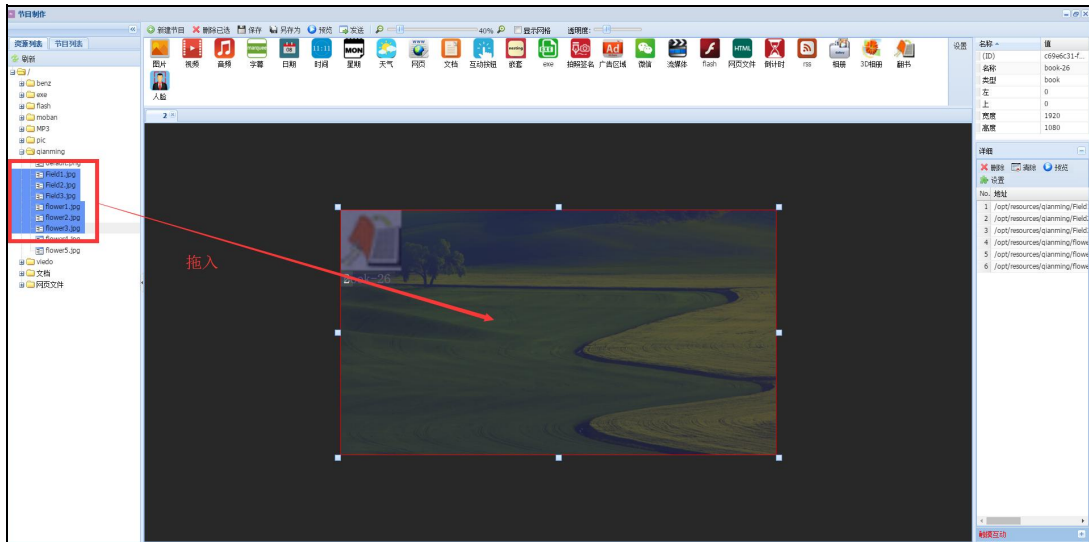 节目制作
新建节目 删除已选 保存 另存为 预览 发送 40% 显示网格 透明度:
资源列表 节目列表
刷新
/
benz
exe
flash
moban
MP3
pic
qianming
default.png
Field1.jpg
Field2.jpg
Field3.jpg
flower1.jpg
flower2.jpg
flower3.jpg
flower4.jpg
flower5.jpg
viedo
文档
网页文件
图片 视频 音频 字幕 日期 时间 星期 天气 网页 文档 互动按钮 嵌套 exe 拍照签名 广告区域 微信 流媒体 flash 网页文件 倒计时 rss 相册 3D相册 翻书
人脸
设置
2
拖入
Book-26
名称 值
(ID) c69e6c31-f...
名称 book-26
类型 book
左 0
上 0
宽度 1920
高度 1080
详细
删除 清除 预览
设置
No. 地址
1 /opt/resources/qianming/Field
2 /opt/resources/qianming/Field
3 /opt/resources/qianming/Field
4 /opt/resources/qianming/flowe
5 /opt/resources/qianming/flowe
6 /opt/resources/qianming/flowe
触摸互动